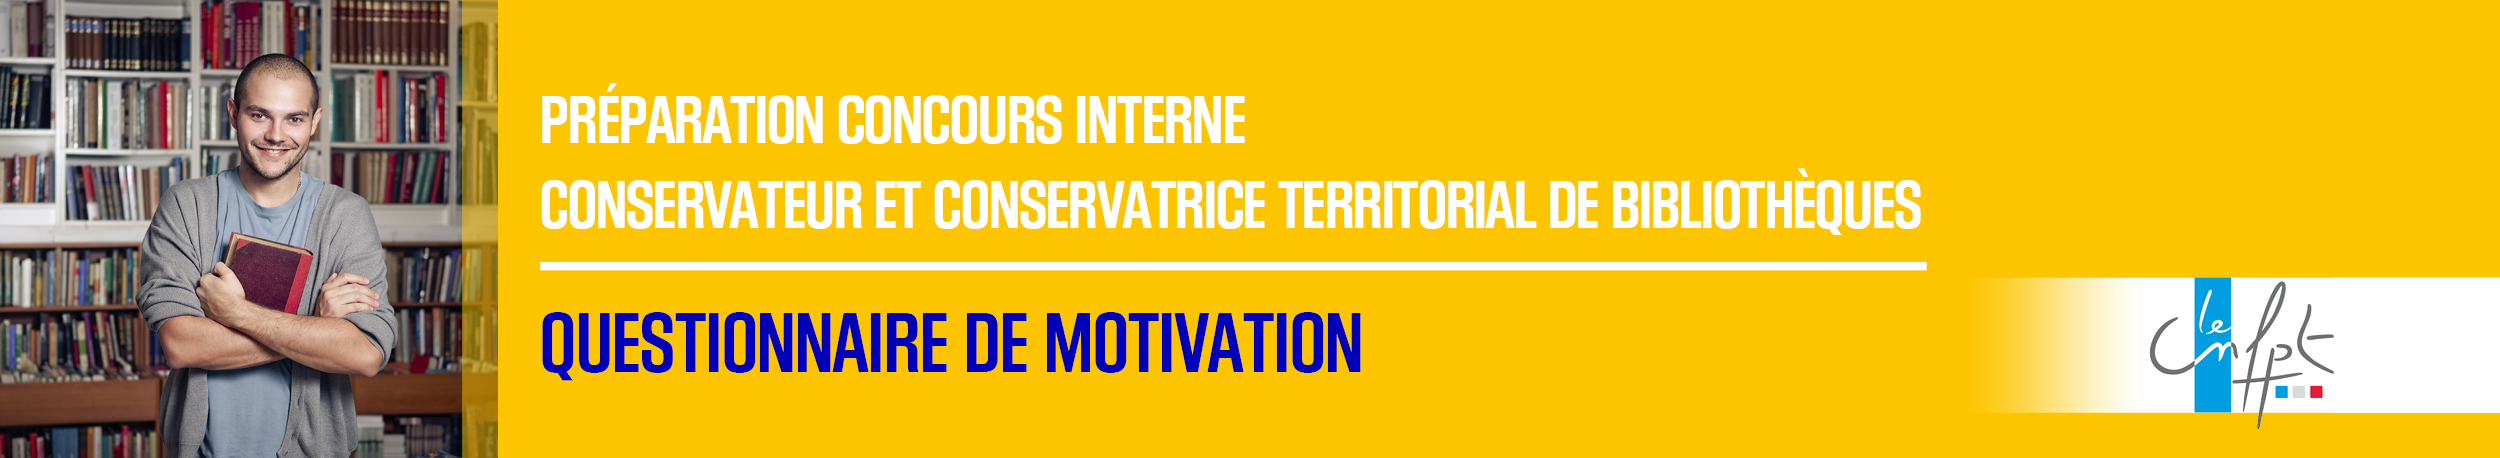 PRÉPARATION CONCOURS INTERNE
CONSERVATEUR ET CONSERVATRICE TERRITORIAL DE BIBLIOTHÈQUES
QUESTIONNAIRE DE MOTIVATION
le cnfpt